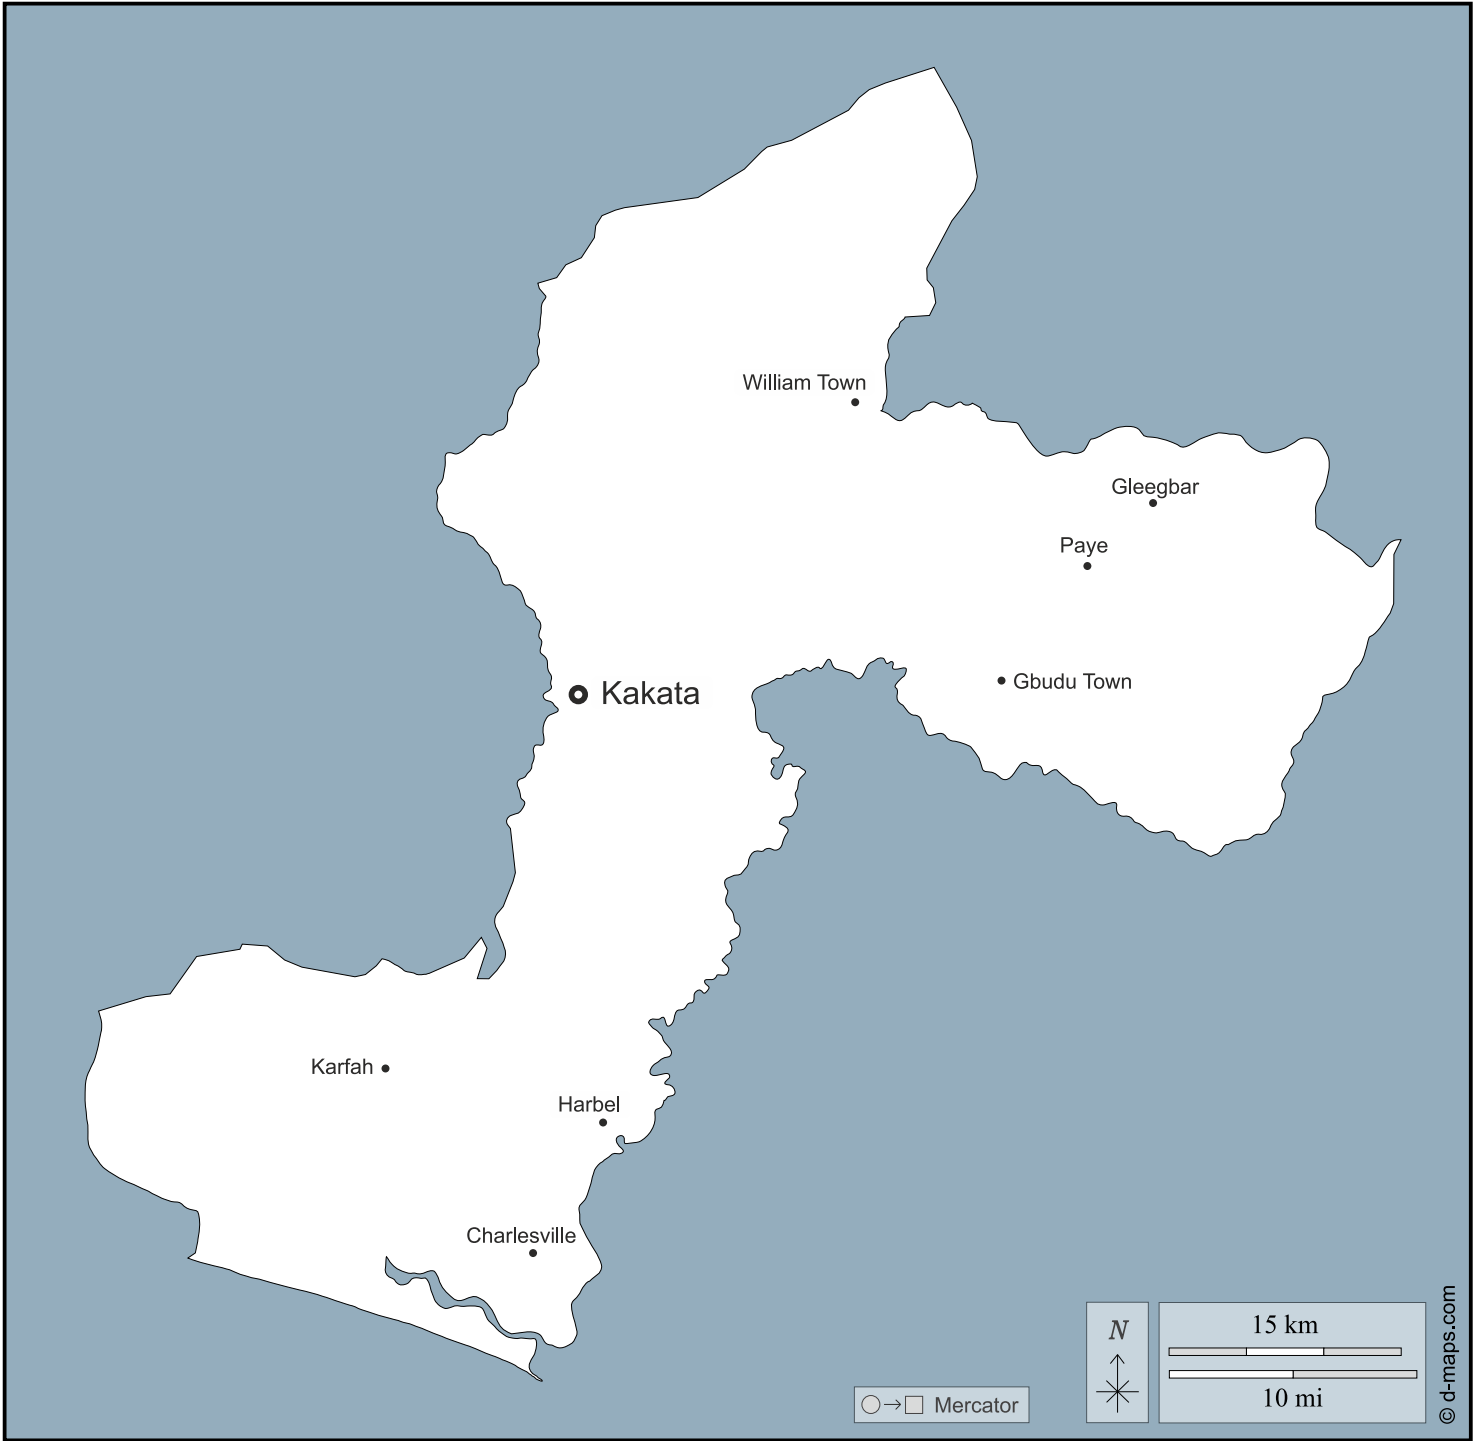 William Town
Gleegbar
Paye
Gbudu Town
Kakata
Karfah
Harbel
Charlesville
N
15 km
10 mi
Mercator
© d-maps.com